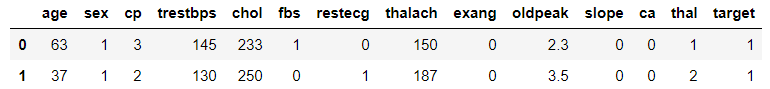 age sex cp trestbps chol fbs restecg thalach exang oldpeak slope ca thal target
0 63 1 3 145 233 1 0 150 0 2.3 0 0 1 1
1 37 1 2 130 250 0 1 187 0 3.5 0 0 2 1